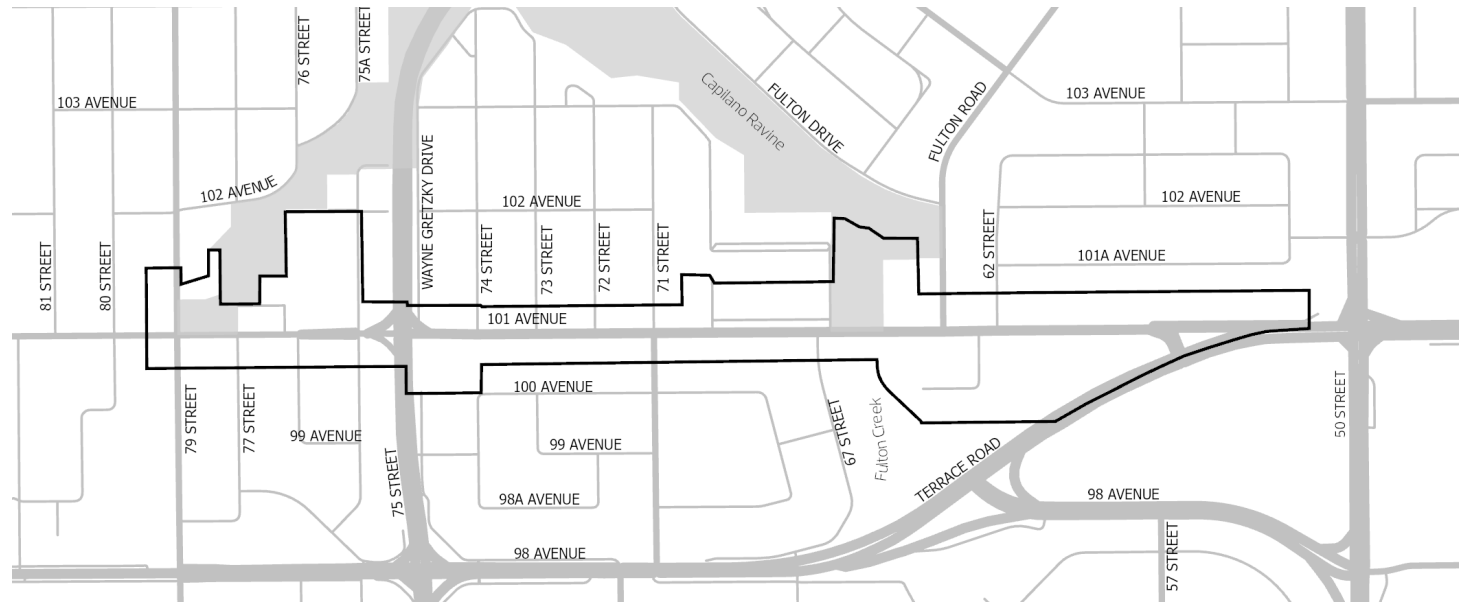 76 STREET
75A STREET
103 AVENUE
103 AVENUE
Capilano Ravine
FULTON DRIVE
FULTON ROAD
WAYNE GRETZKY DRIVE
102 AVENUE
102 AVENUE
102 AVENUE
81 STREET
80 STREET
74 STREET
73 STREET
72 STREET
71 STREET
62 STREET
101A AVENUE
101 AVENUE
79 STREET
77 STREET
100 AVENUE
99 AVENUE
99 AVENUE
67 STREET
Fulton Creek
50 STREET
75 STREET
98A AVENUE
TERRACE ROAD
98 AVENUE
98 AVENUE
57 STREET